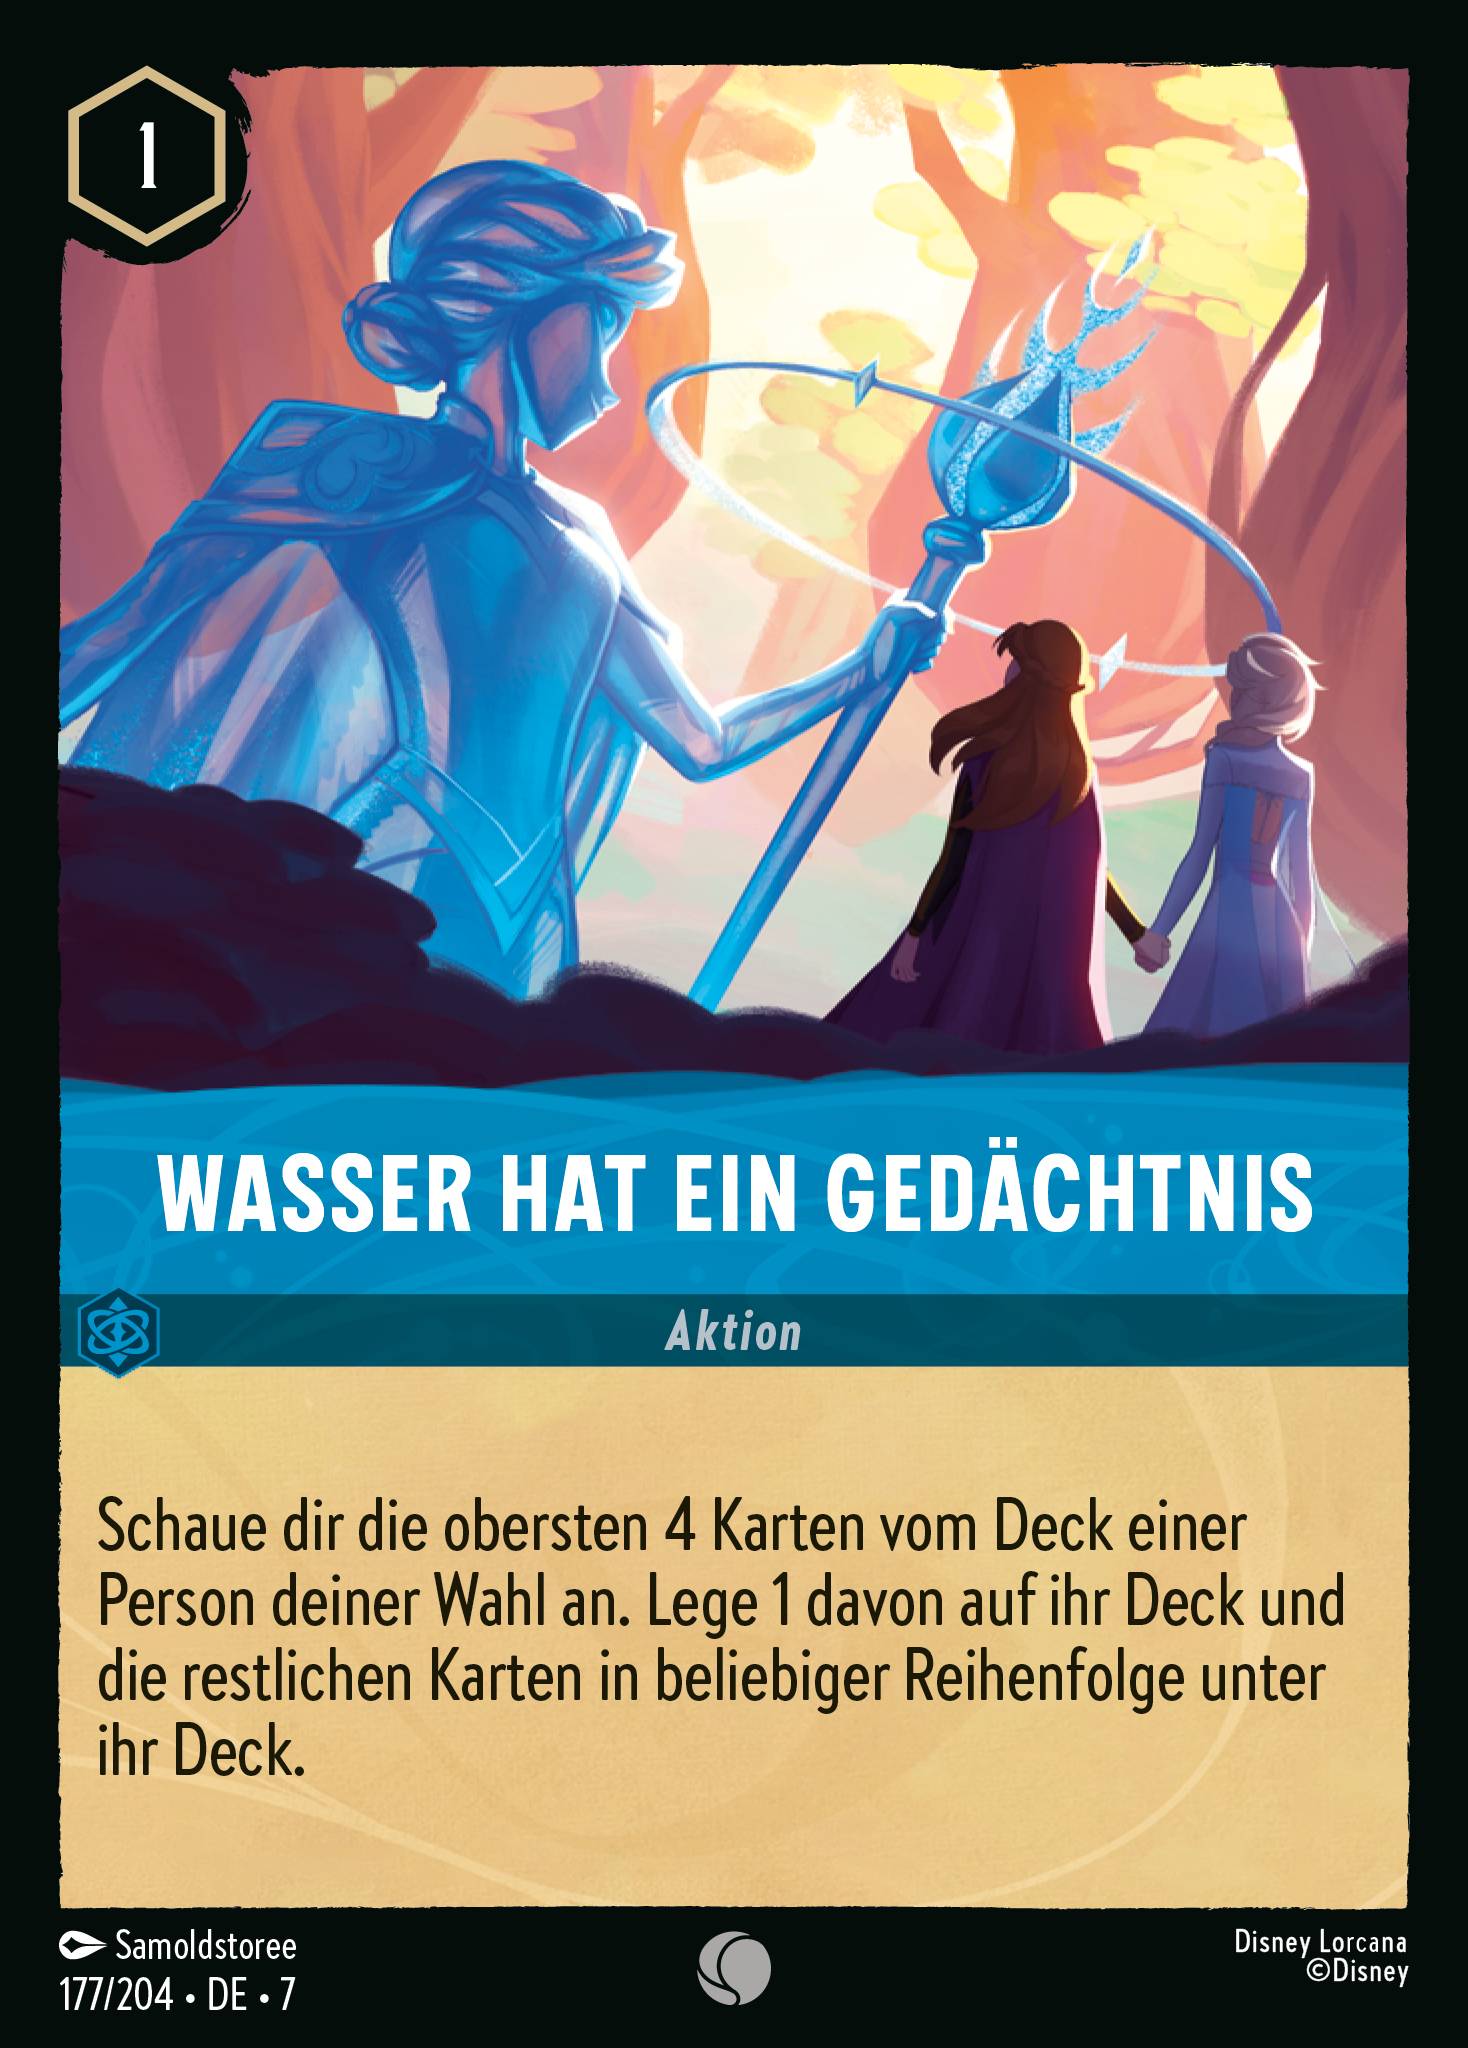 1
WASSER HAT EIN GEDÄCHTNIS
Aktion
Schaue dir die obersten 4 Karten vom Deck einer
Person deiner Wahl an. Lege 1 davon auf ihr Deck und
die restlichen Karten in beliebiger Reihenfolge unter
ihr Deck.
Samoldstoree
177/204 • DE • 7
Disney Lorcana
©Disney